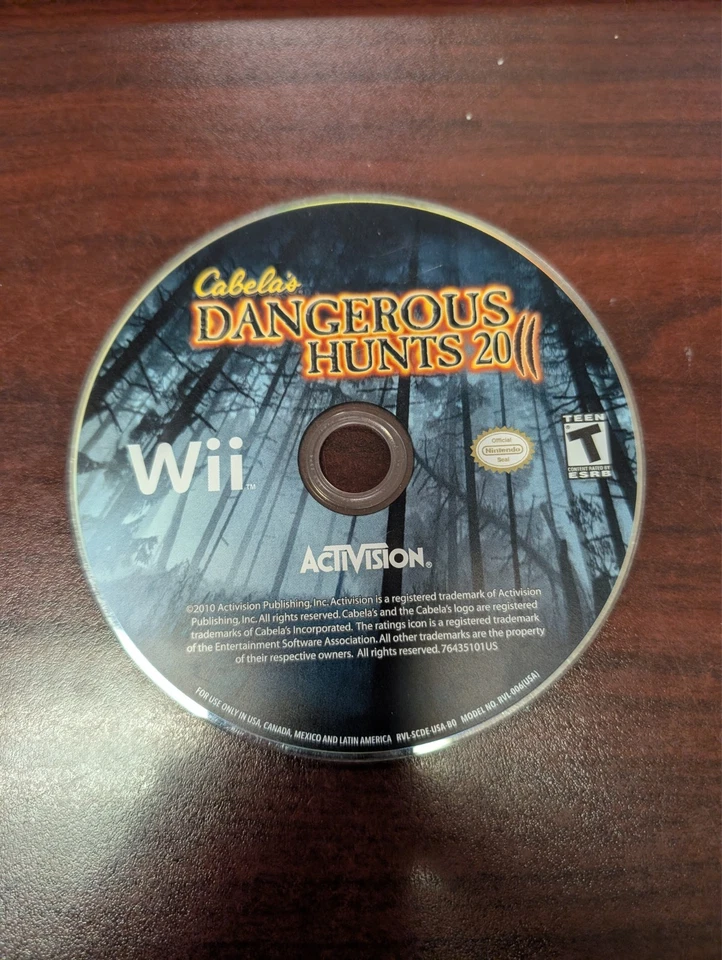 Cabela's
DANGEROUS
HUNTS 2011
Wii™
Official
Nintendo
Seal
TEEN
T
CONTENT RATED BY
ESRB
ACTIVISION®
©2010 Activision Publishing, Inc. Activision is a registered trademark of Activision
Publishing, Inc. All rights reserved. Cabela's and the Cabela's logo are registered
trademarks of Cabela's Incorporated. The ratings icon is a registered trademark
of the Entertainment Software Association. All other trademarks are the property
of their respective owners. All rights reserved. 76435101US
FOR USE ONLY IN USA, CANADA, MEXICO AND LATIN AMERICA RVL-SCDE-USA-B0 MODEL NO. RVL-006(USA)